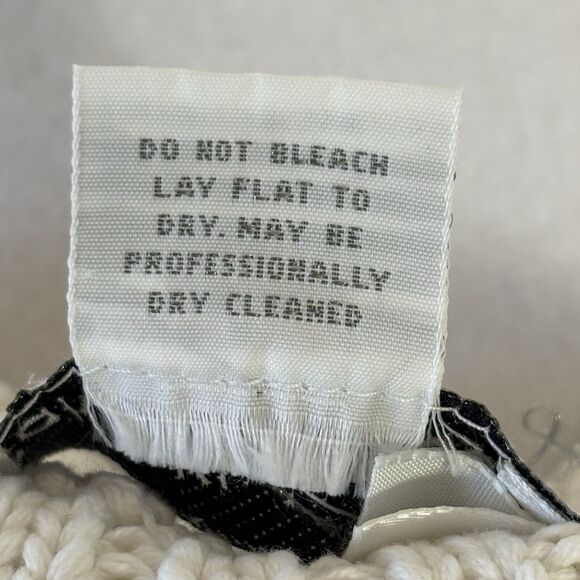 DO NOT BLEACH
LAY FLAT TO
DRY. MAY BE
PROFESSIONALLY
DRY CLEANED